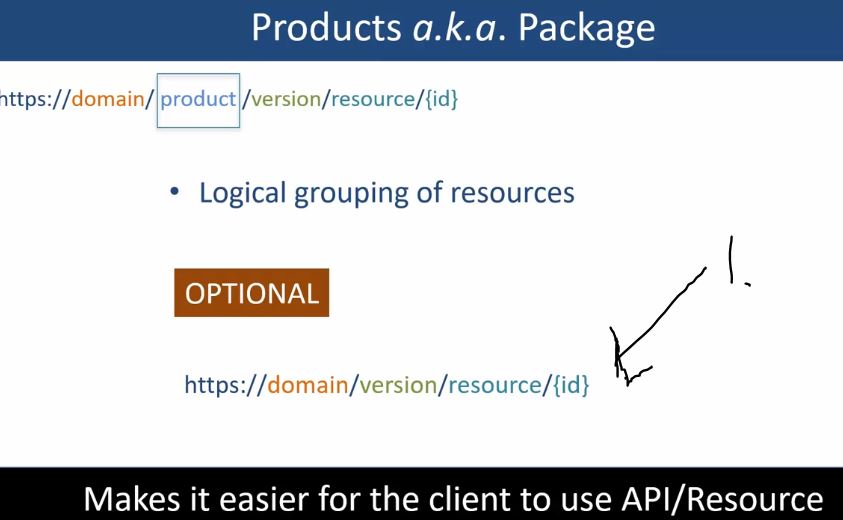 Products a.k.a. Package
https://domain/ product /version/resource/{id}
• Logical grouping of resources
1.
OPTIONAL
https://domain/version/resource/{id}
Makes it easier for the client to use API/Resource